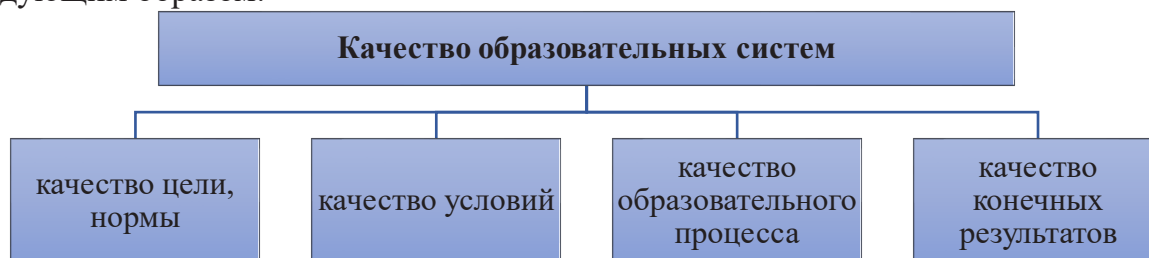 Качество образовательных систем
качество цели,
нормы
качество условий
качество
образовательного
процесса
качество
конечных
результатов